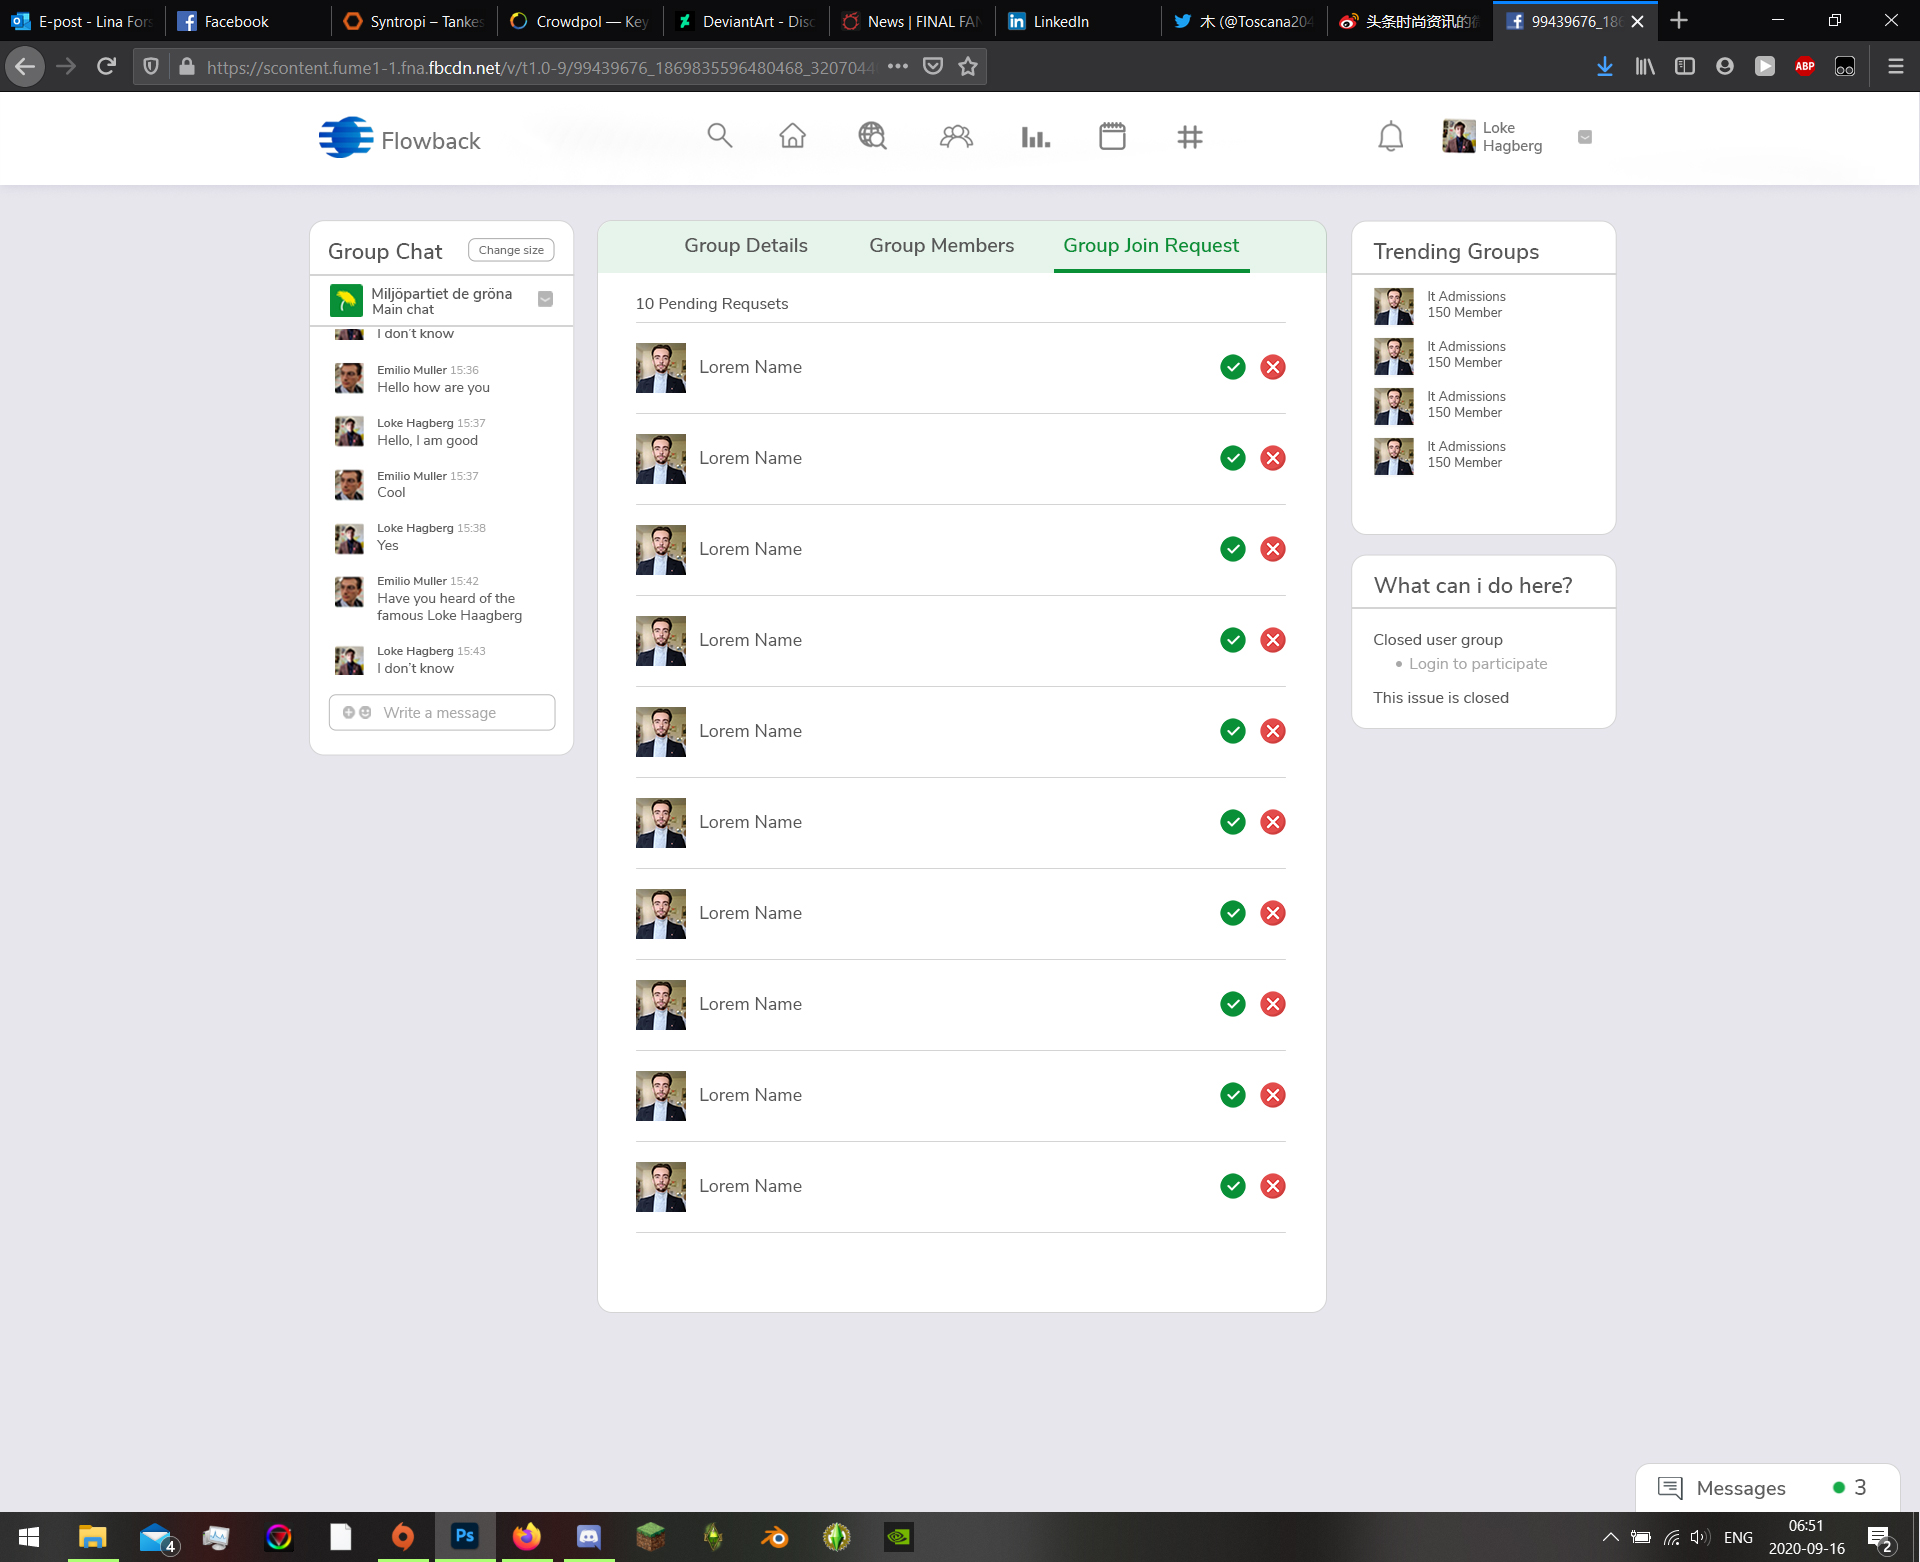 E-post - Lina Fors
Facebook
Syntropi – Tankes
Crowdpol — Key
DeviantArt - Disc
News | FINAL FAN
LinkedIn
木 (@Toscana204
头条时尚资讯的
99439676_186
https://scontent.fume1-1.fna.fbcdn.net/v/t1.0-9/99439676_1869835596480468_3207044
ABP
Flowback
Loke
Hagberg
Group Chat
Change size
Miljöpartiet de gröna
Main chat
I don't know
Emilio Muller 15:36
Hello how are you
Loke Hagberg 15:37
Hello, I am good
Emilio Muller 15:37
Cool
Loke Hagberg 15:38
Yes
Emilio Muller 15:42
Have you heard of the
famous Loke Haagberg
Loke Hagberg 15:43
I don't know
Write a message
Group Details
Group Members
Group Join Request
10 Pending Requsets
Lorem Name
Lorem Name
Lorem Name
Lorem Name
Lorem Name
Lorem Name
Lorem Name
Lorem Name
Lorem Name
Lorem Name
Trending Groups
It Admissions
150 Member
It Admissions
150 Member
It Admissions
150 Member
It Admissions
150 Member
What can i do here?
Closed user group
• Login to participate
This issue is closed
Messages
3
4
Ps
ENG
06:51
2020-09-16
2